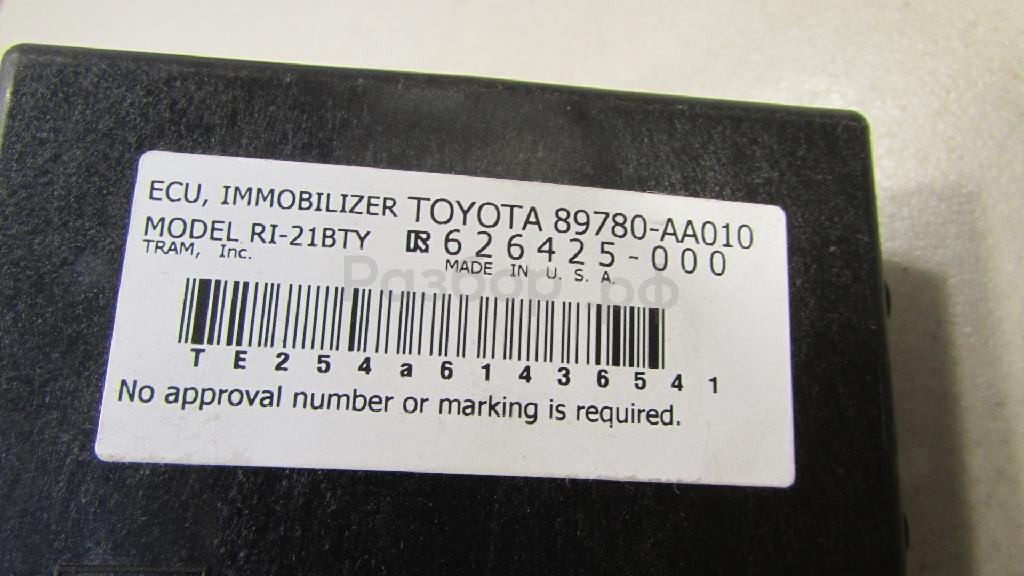 ECU, IMMOBILIZER TOYOTA 89780-AA010
MODEL RI-21BTY 626425-000
TRAM, Inc. MADE IN U. S. A.
Разбор.рф
TE254a61436541
No approval number or marking is required.